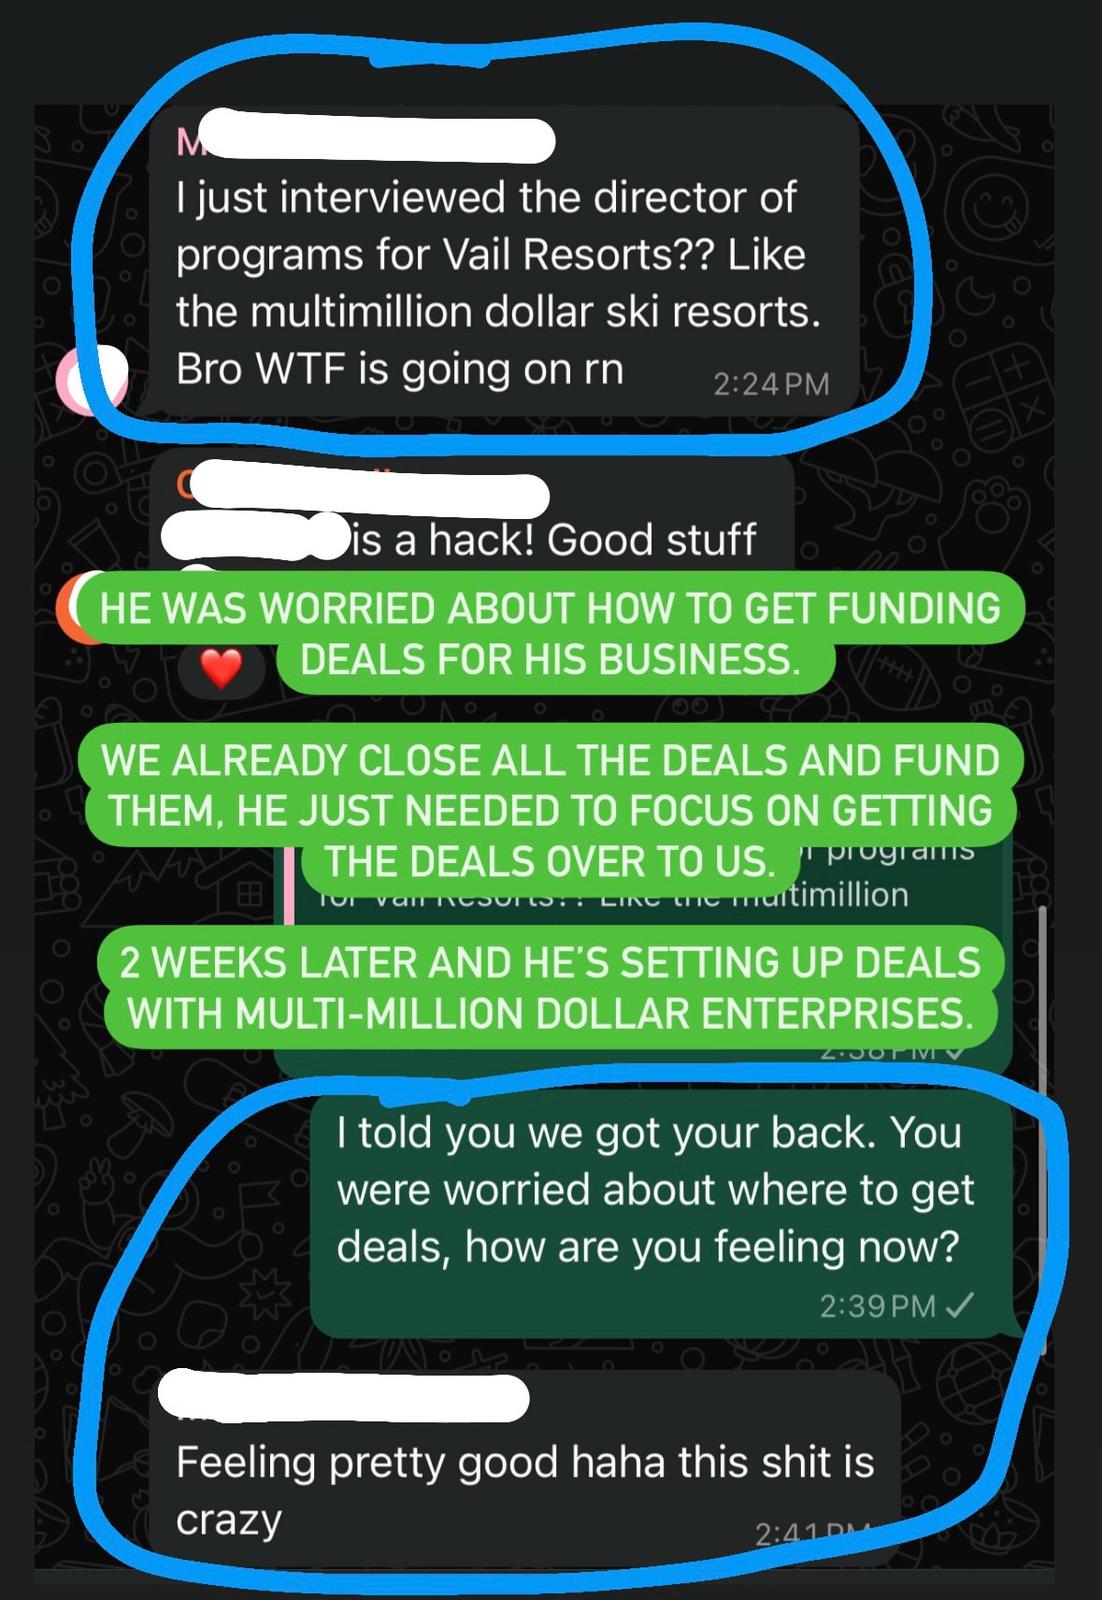 I just interviewed the director of
programs for Vail Resorts?? Like
the multimillion dollar ski resorts.
Bro WTF is going on rn
2:24 PM
is a hack! Good stuff
HE WAS WORRIED ABOUT HOW TO GET FUNDING
DEALS FOR HIS BUSINESS.
WE ALREADY CLOSE ALL THE DEALS AND FUND
THEM, HE JUST NEEDED TO FOCUS ON GETTING
THE DEALS OVER TO US.
programs
for Vail Resorts?? Like the multimillion
2 WEEKS LATER AND HE'S SETTING UP DEALS
WITH MULTI-MILLION DOLLAR ENTERPRISES.
2:38 PM
I told you we got your back. You
were worried about where to get
deals, how are you feeling now?
2:39 PM
Feeling pretty good haha this shit is
crazy
2:41 PM